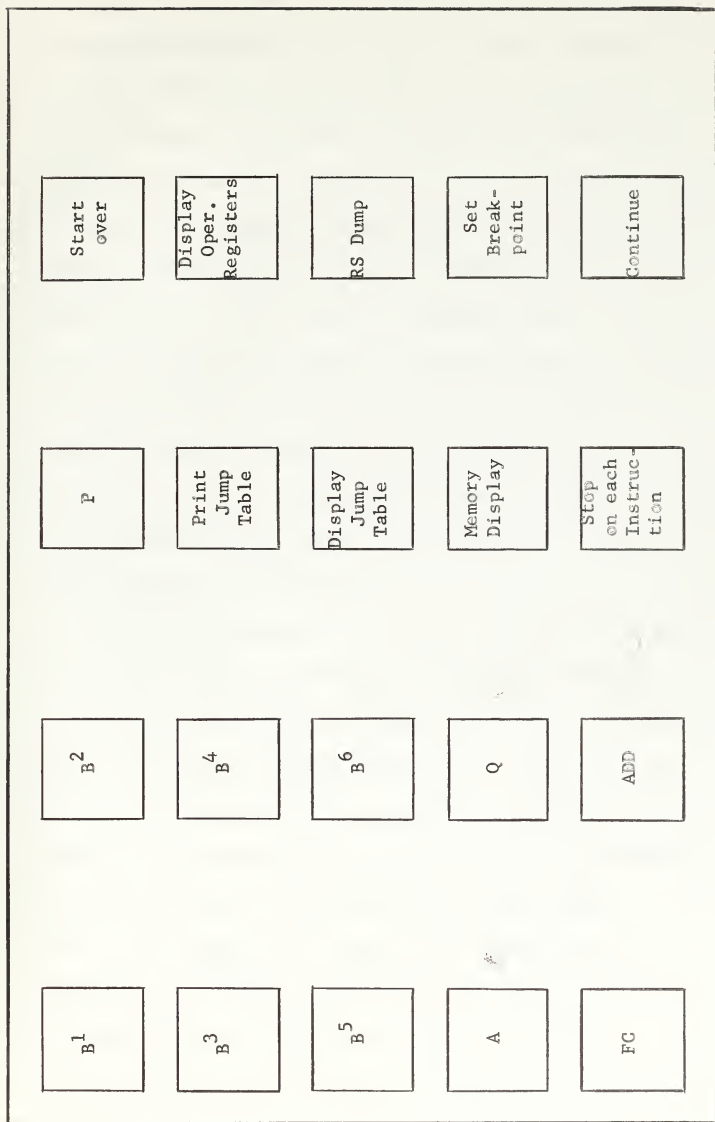 FC
A
B5
B3
B1
ADD
Q
B6
B4
B2
Stop
on each
Instruc-
tion
Memory
Display
Display
Jump
Table
Print
Jump
Table
P
Continue
Set
Break-
point
RS Dump
Display
Oper.
Registers
Start
over